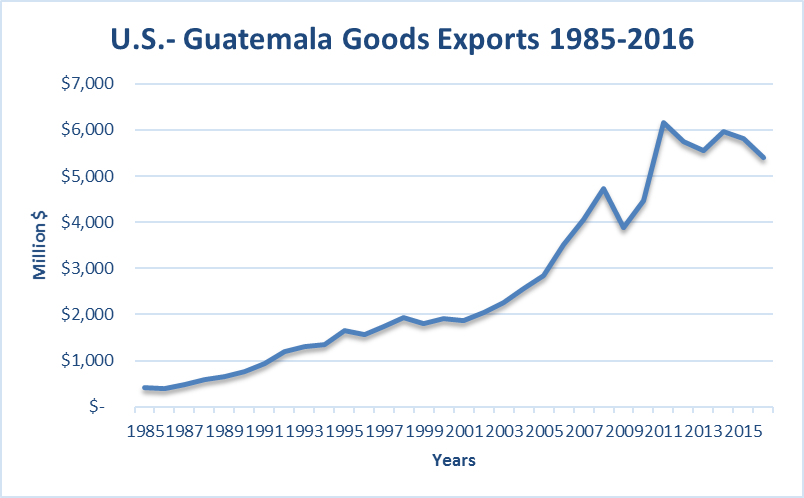 U.S.- Guatemala Goods Exports 1985-2016
$7,000
$6,000
$5,000
$4,000
$3,000
$2,000
$1,000
$-
Million $
1985 1987 1989 1991 1993 1995 1997 1999 2001 2003 2005 2007 2009 2011 2013 2015
Years